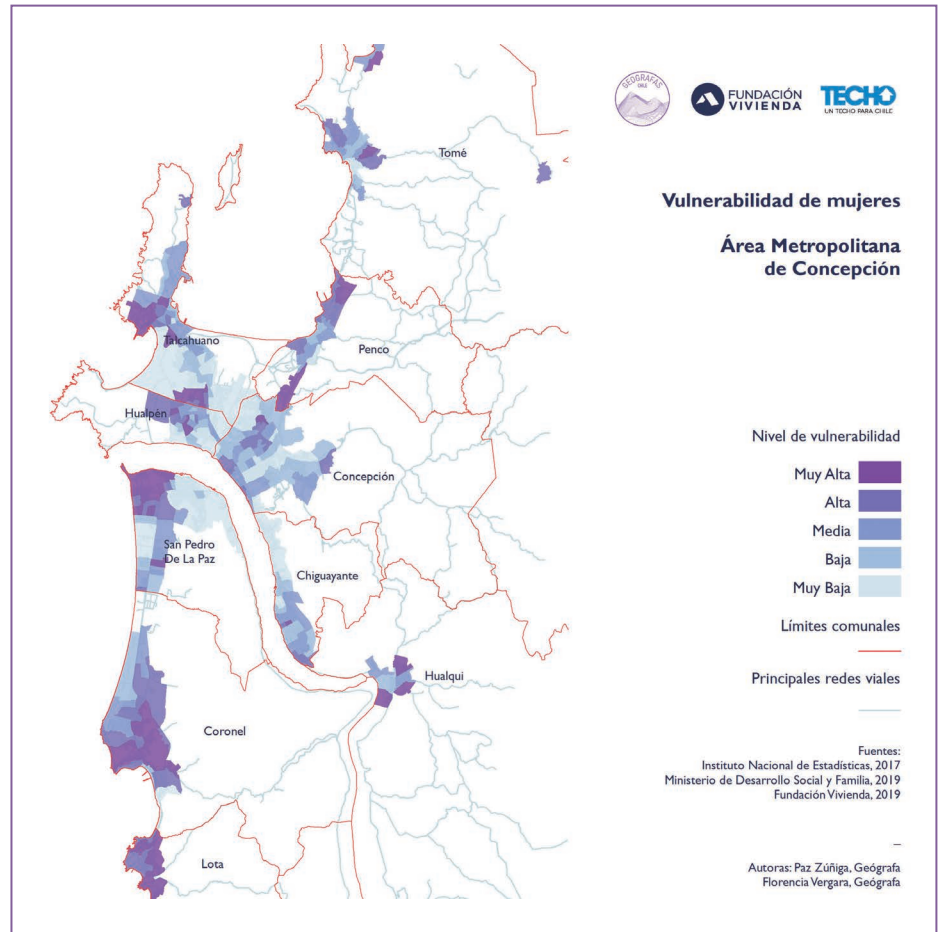 GEÓGRAFAS
CHILE
FUNDACIÓN
VIVIENDA
TECHO
UN TECHO PARA CHILE
Vulnerabilidad de mujeres
Área Metropolitana
de Concepción
Tomé
Talcahuano
Penco
Hualpén
Concepción
San Pedro
De La Paz
Chiguayante
Hualqui
Coronel
Lota
Nivel de vulnerabilidad
Muy Alta
Alta
Media
Baja
Muy Baja
Límites comunales
Principales redes viales
Fuentes:
Instituto Nacional de Estadísticas, 2017
Ministerio de Desarrollo Social y Familia, 2019
Fundación Vivienda, 2019
–
Autoras: Paz Zúñiga, Geógrafa
Florencia Vergara, Geógrafa